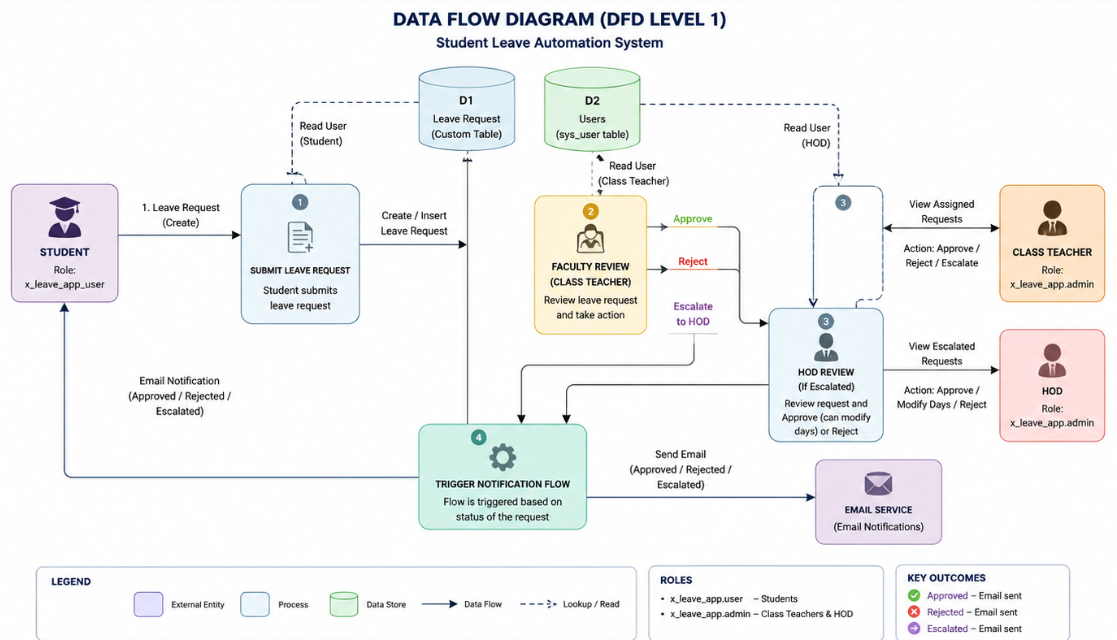 DATA FLOW DIAGRAM (DFD LEVEL 1)
Student Leave Automation System
D1
Leave Request
(Custom Table)
D2
Users
(sys_user table)
Read User
(Student)
Read User
(Class Teacher)
Read User
(HOD)
STUDENT
Role:
x_leave_app_user
1. Leave Request
(Create)
1
SUBMIT LEAVE REQUEST
Student submits
leave request
Create / Insert
Leave Request
2
FACULTY REVIEW
(CLASS TEACHER)
Review leave request
and take action
Approve
Reject
Escalate
to HOD
3
View Assigned
Requests
Action: Approve /
Reject / Escalate
CLASS TEACHER
Role:
x_leave_app.admin
3
HOD REVIEW
(If Escalated)
Review request and
Approve (can modify
days) or Reject
View Escalated
Requests
Action: Approve /
Modify Days / Reject
HOD
Role:
x_leave_app.admin
Email Notification
(Approved / Rejected /
Escalated)
4
TRIGGER NOTIFICATION FLOW
Flow is triggered based on
status of the request
Send Email
(Approved / Rejected /
Escalated)
EMAIL SERVICE
(Email Notifications)
LEGEND
External Entity
Process
Data Store
Data Flow
Lookup / Read
ROLES
• x_leave_app.user – Students
• x_leave_app.admin – Class Teachers & HOD
KEY OUTCOMES
Approved – Email sent
Rejected – Email sent
Escalated – Email sent